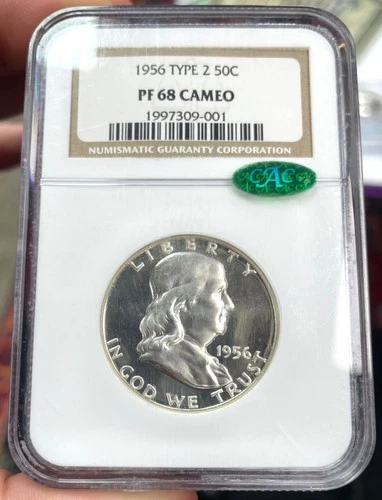 1956 TYPE 2 50C
PF 68 CAMEO
1997309-001
NUMISMATIC GUARANTY CORPORATION
CAC
LIBERTY
1956
IN GOD WE TRUST